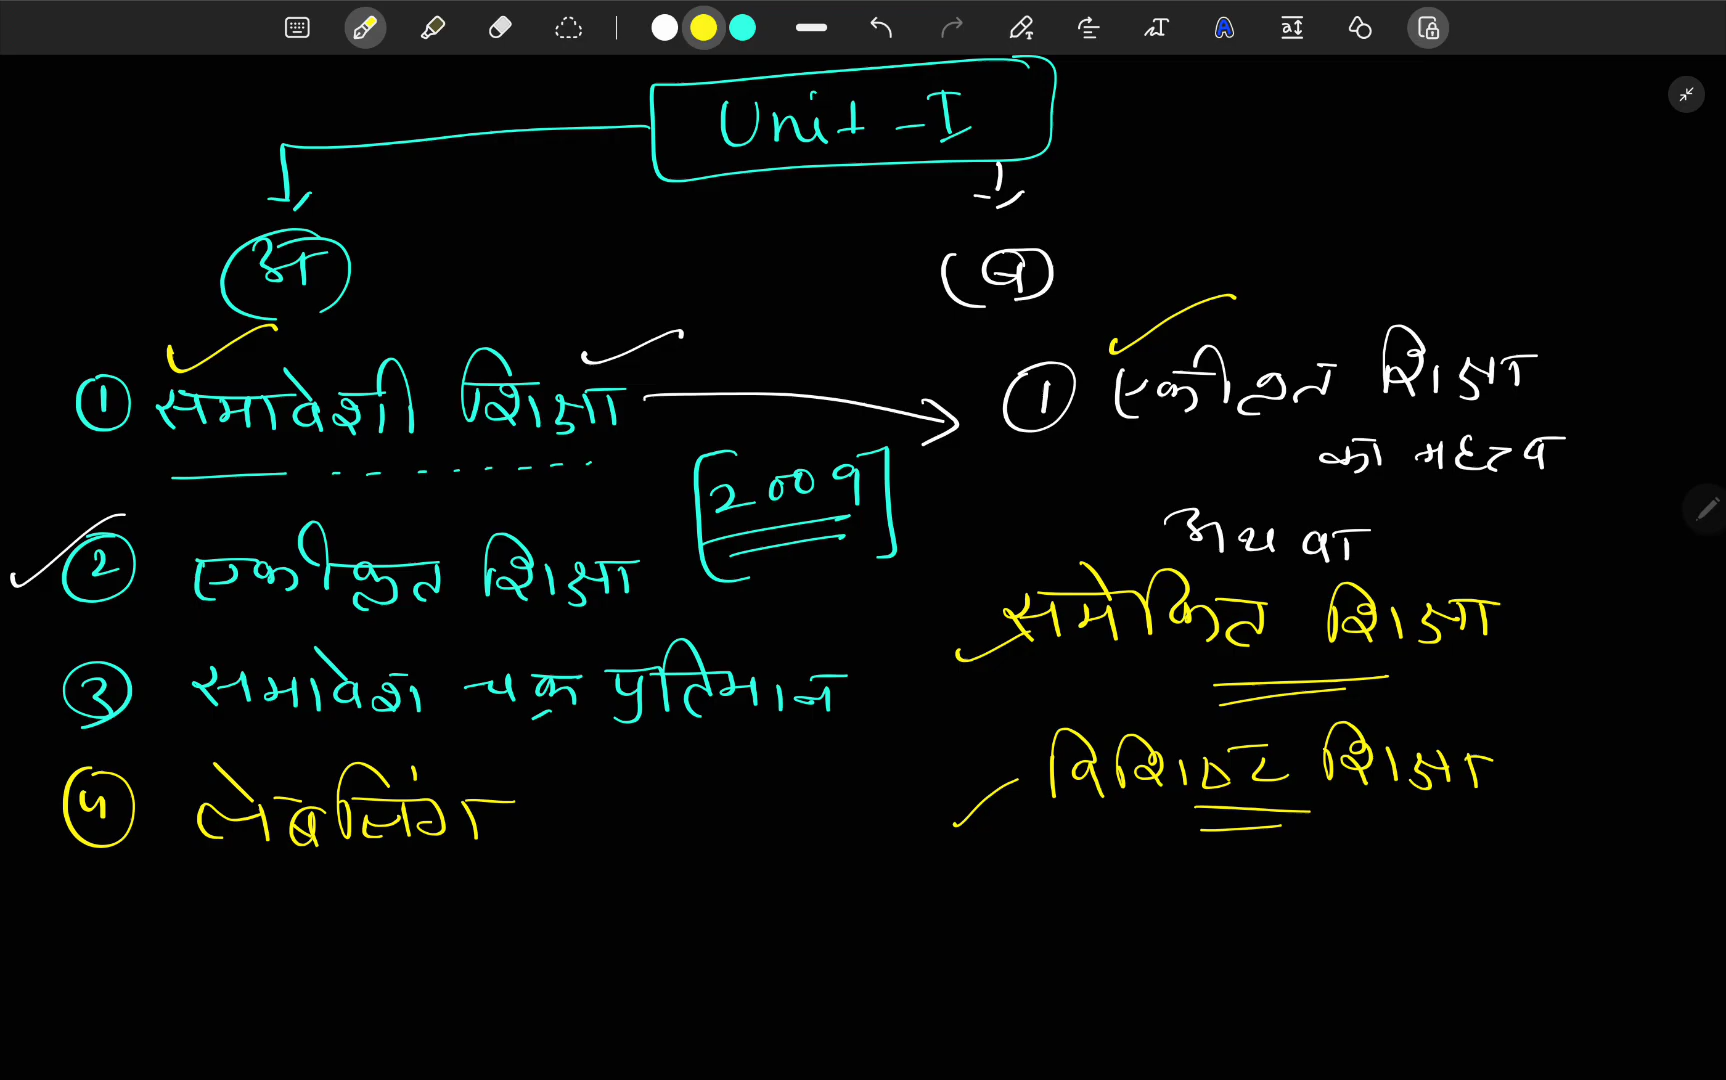 Unit - I
(अ)
(ब)
① समावेशी शिक्षा
[2009]
② एकीकृत शिक्षा
③ समावेश चक्र प्रतिमान
④ लेबलिंग
① एकीकृत शिक्षा
का महत्व
अथवा
समेकित शिक्षा
विशिष्ट शिक्षा